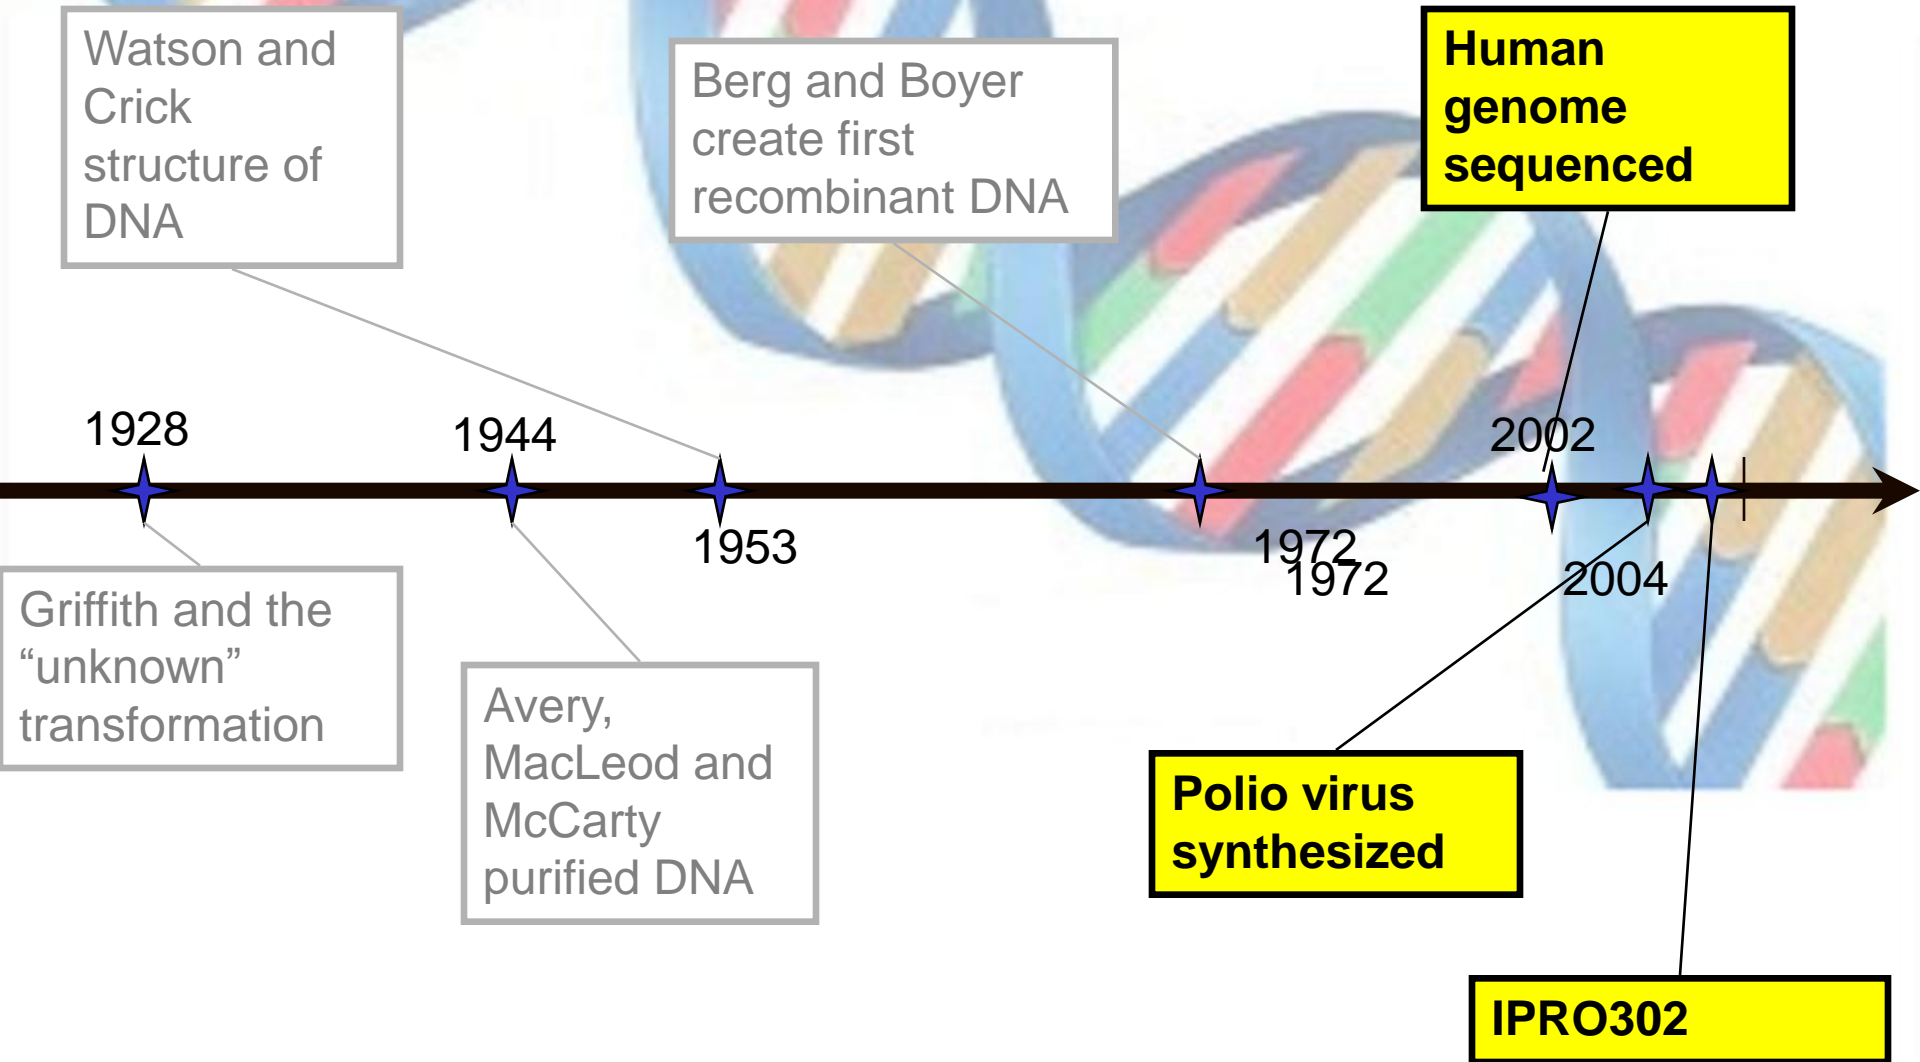 Watson and
Crick
structure of
DNA
Berg and Boyer
create first
recombinant DNA
Human
genome
sequenced
1928
1944
2002
1953
1972
1972
2004
Griffith and the
“unknown”
transformation
Avery,
MacLeod and
McCarty
purified DNA
Polio virus
synthesized
IPRO302